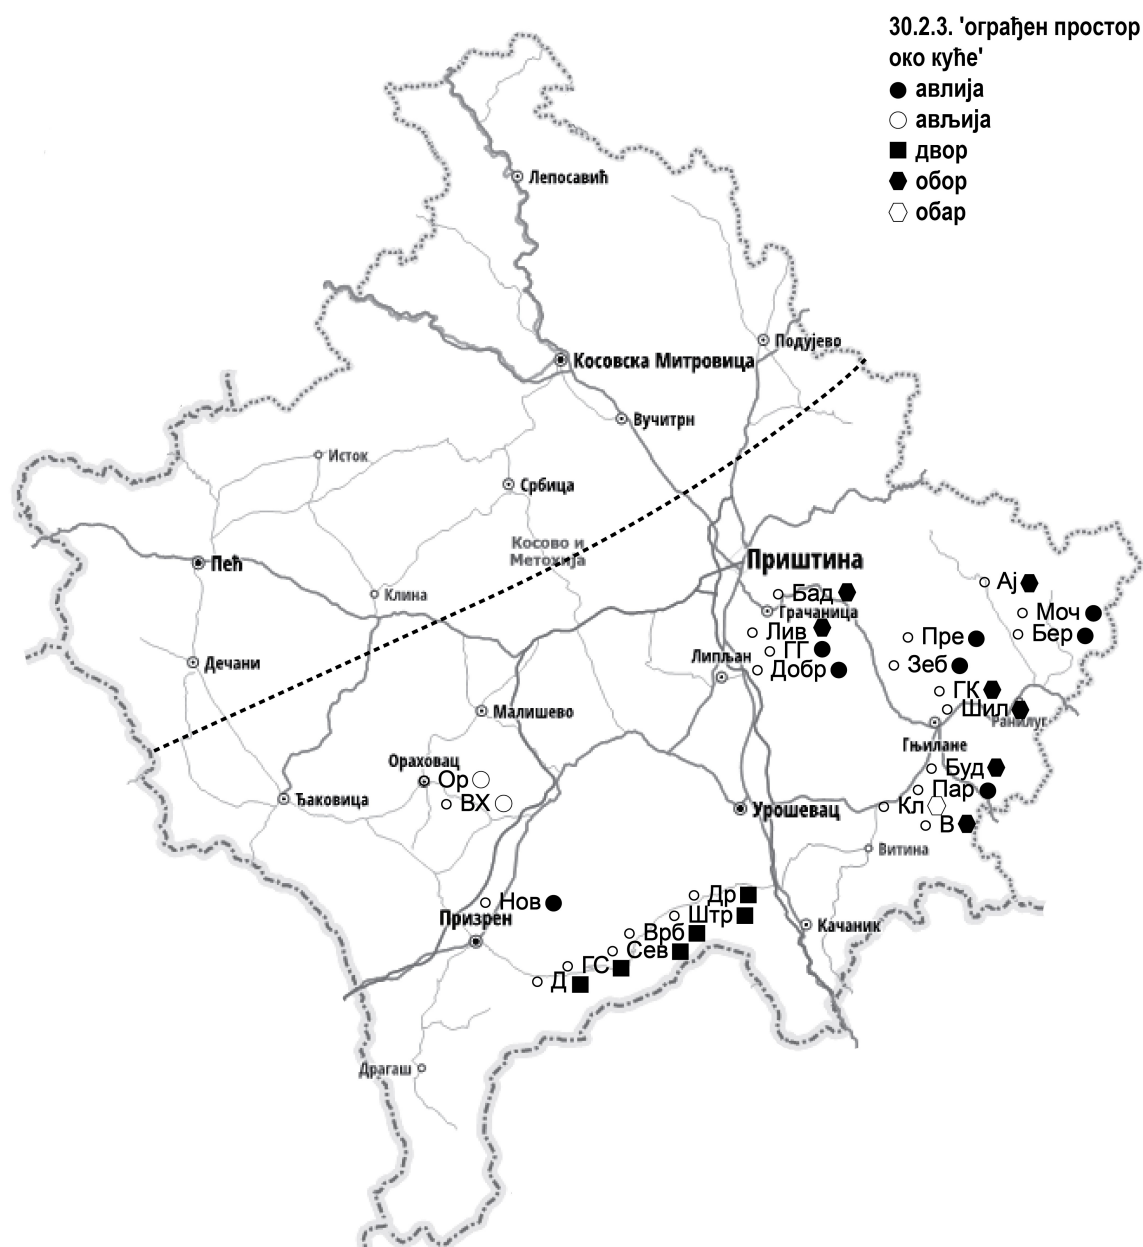 30.2.3. 'ограђен простор
око куће'
авлија
ављија
двор
обор
обар
Лепосавић
Подујево
Косовска Митровица
Вучитрн
Исток
Србица
Косово и
Метохија
Приштина
Пећ
Клина
Ај
Бад
Грачаница
Моч
Бер
Лив
Пре
ГГ
Липљан
Добр
Зеб
Дечани
ГК
Шил
Ранилуг
Малишево
Гњилане
Ораховац
Ор
Буд
Ђаковица
ВХ
Пар
Кл
Урошевац
В
Витина
Др
Нов
Штр
Призрен
Врб
Качаник
Сев
ГС
Д
Драгаш